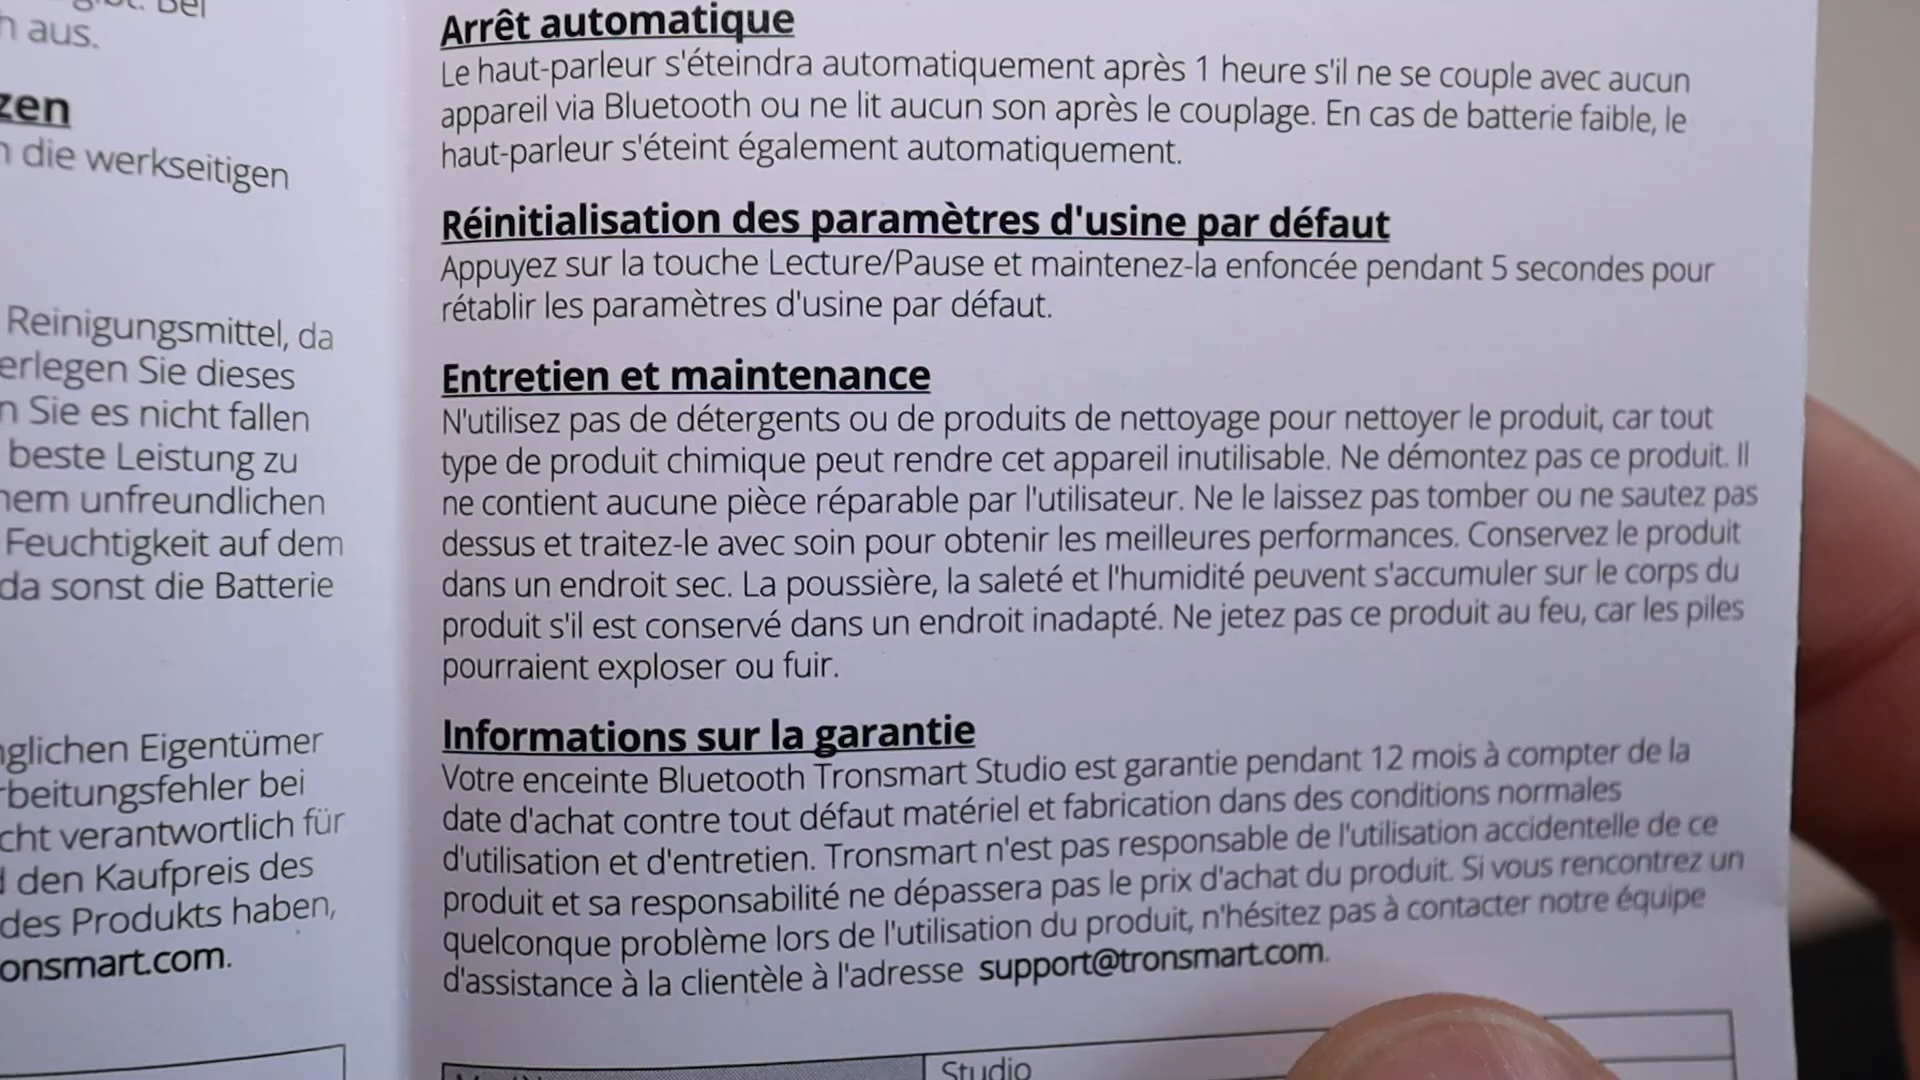 Bei
aus.
zen
die werkseitigen
Reinigungsmittel, da
erlegen Sie dieses
n Sie es nicht fallen
beste Leistung zu
nem unfreundlichen
Feuchtigkeit auf dem
da sonst die Batterie
nglichen Eigentümer
rbeitungsfehler bei
cht verantwortlich für
den Kaufpreis des
des Produkts haben,
onsmart.com.
Arrêt automatique
Le haut-parleur s'éteindra automatiquement après 1 heure s'il ne se couple avec aucun
appareil via Bluetooth ou ne lit aucun son après le couplage. En cas de batterie faible, le
haut-parleur s'éteint également automatiquement.
Réinitialisation des paramètres d'usine par défaut
Appuyez sur la touche Lecture/Pause et maintenez-la enfoncée pendant 5 secondes pour
rétablir les paramètres d'usine par défaut.
Entretien et maintenance
N'utilisez pas de détergents ou de produits de nettoyage pour nettoyer le produit, car tout
type de produit chimique peut rendre cet appareil inutilisable. Ne démontez pas ce produit. Il
ne contient aucune pièce réparable par l'utilisateur. Ne le laissez pas tomber ou ne sautez pas
dessus et traitez-le avec soin pour obtenir les meilleures performances. Conservez le produit
dans un endroit sec. La poussière, la saleté et l'humidité peuvent s'accumuler sur le corps du
produit s'il est conservé dans un endroit inadapté. Ne jetez pas ce produit au feu, car les piles
pourraient exploser ou fuir.
Informations sur la garantie
Votre enceinte Bluetooth Tronsmart Studio est garantie pendant 12 mois à compter de la
date d'achat contre tout défaut matériel et fabrication dans des conditions normales
d'utilisation et d'entretien. Tronsmart n'est pas responsable de l'utilisation accidentelle de ce
produit et sa responsabilité ne dépassera pas le prix d'achat du produit. Si vous rencontrez un
quelconque problème lors de l'utilisation du produit, n'hésitez pas à contacter notre équipe
d'assistance à la clientèle à l'adresse support@tronsmart.com.
Studio